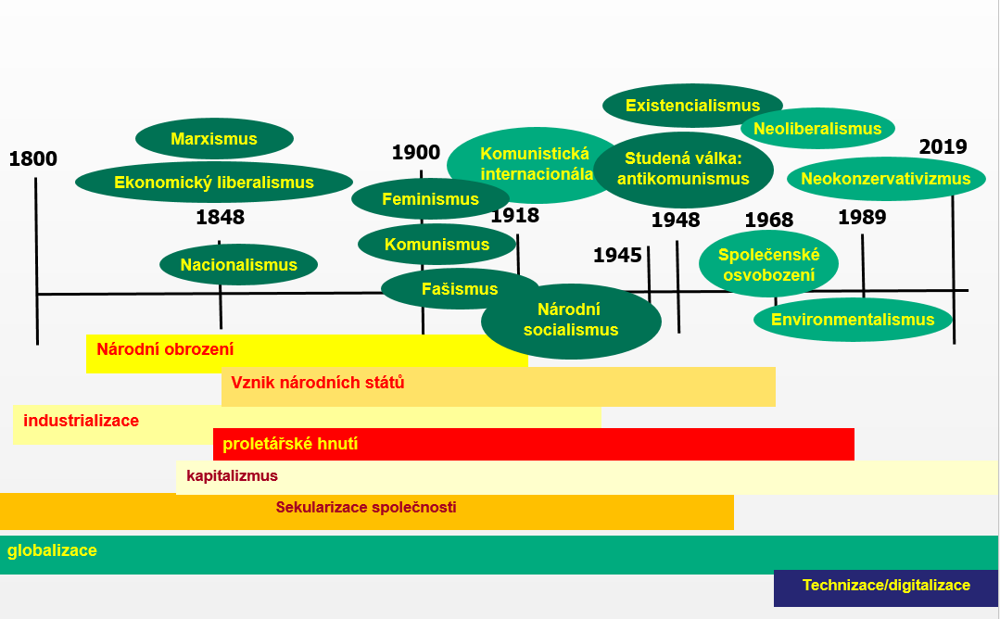 Existencialismus
Neoliberalismus
Marxismus
1900
Komunistická
internacionála
Studená válka:
antikomunismus
2019
1800
Ekonomický liberalismus
Neokonzervativizmus
Feminismus
1848
1918
1948
1968
1989
Komunismus
1945
Společenské
osvobození
Nacionalismus
Fašismus
Národní
socialismus
Environmentalismus
Národní obrození
Vznik národních států
industrializace
proletářské hnutí
kapitalizmus
Sekularizace společnosti
globalizace
Technizace/digitalizace